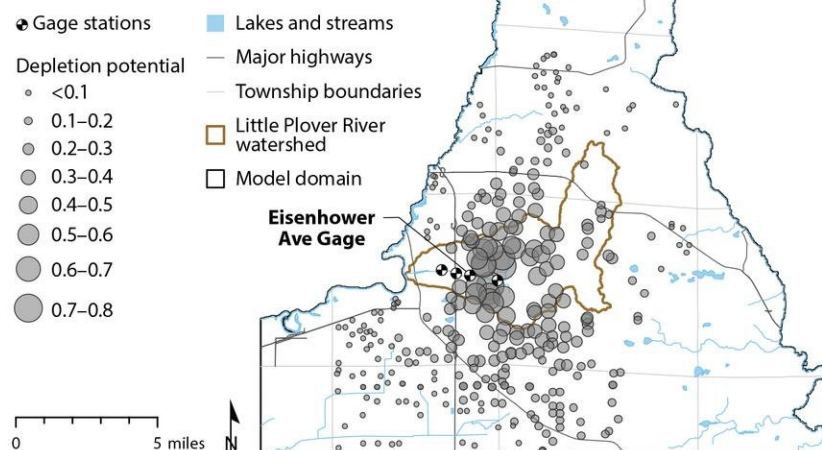 Gage stations
Depletion potential
<0.1
0.1–0.2
0.2–0.3
0.3–0.4
0.4–0.5
0.5–0.6
0.6–0.7
0.7–0.8
Lakes and streams
Major highways
Township boundaries
Little Plover River
watershed
Model domain
Eisenhower
Ave Gage
0 5 miles
N